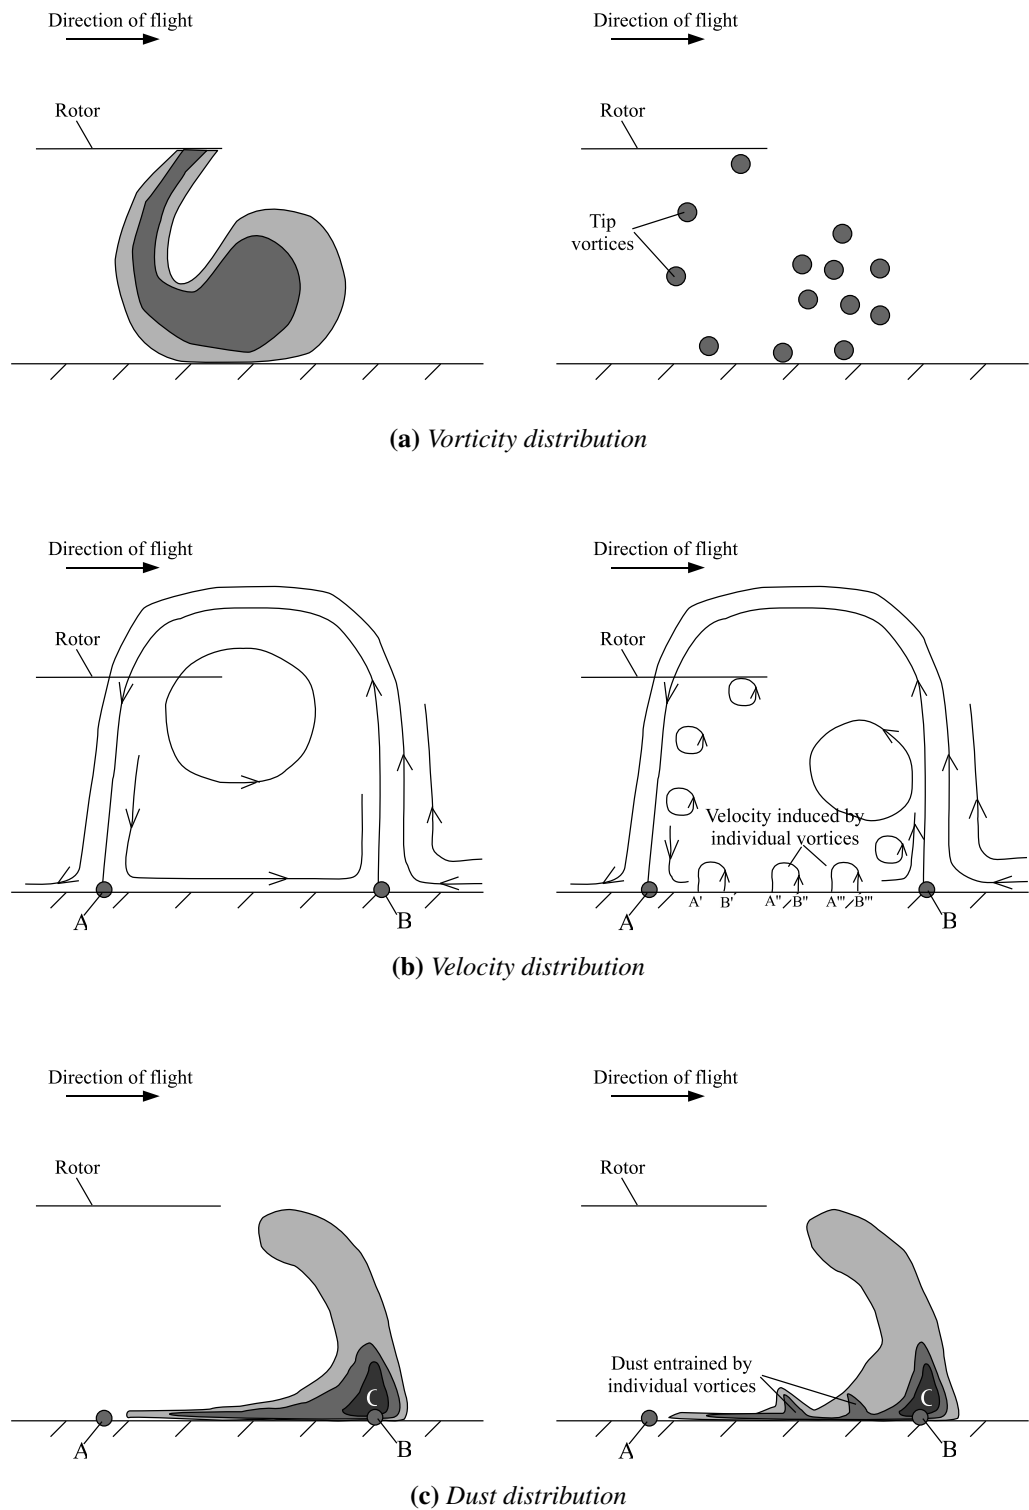 Direction of flight
Direction of flight
Rotor
Rotor
Tip
vortices
(a) Vorticity distribution
Direction of flight
Direction of flight
Rotor
Rotor
Velocity induced by
individual vortices
A' B' A'' B'' A''' B'''
A
B
A
B
(b) Velocity distribution
Direction of flight
Direction of flight
Rotor
Rotor
Dust entrained by
individual vortices
C
C
A
B
A
B
(c) Dust distribution